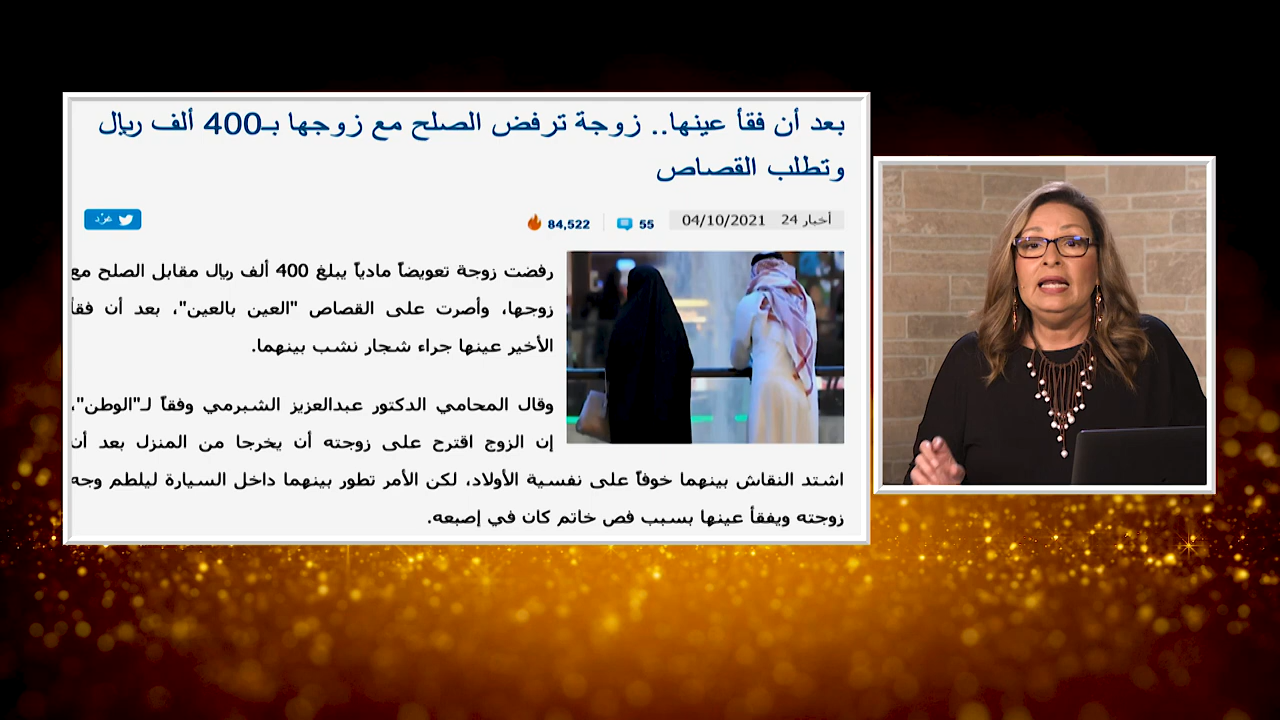 بعد أن فقأ عينها.. زوجة ترفض الصلح مع زوجها بـ400 ألف ريال
وتطلب القصاص
أخبار 24 04/10/2021 55 84,522 غرّد
رفضت زوجة تعويضاً مادياً يبلغ 400 ألف ريال مقابل الصلح مع
زوجها، وأصرت على القصاص "العين بالعين"، بعد أن فقأ
الأخير عينها جراء شجار نشب بينهما.
وقال المحامي الدكتور عبدالعزيز الشبرمي وفقاً لـ"الوطن"،
إن الزوج اقترح على زوجته أن يخرجا من المنزل بعد أن
اشتد النقاش بينهما خوفاً على نفسية الأولاد، لكن الأمر تطور بينهما داخل السيارة ليلطم وجه
زوجته ويفقأ عينها بسبب فص خاتم كان في إصبعه.